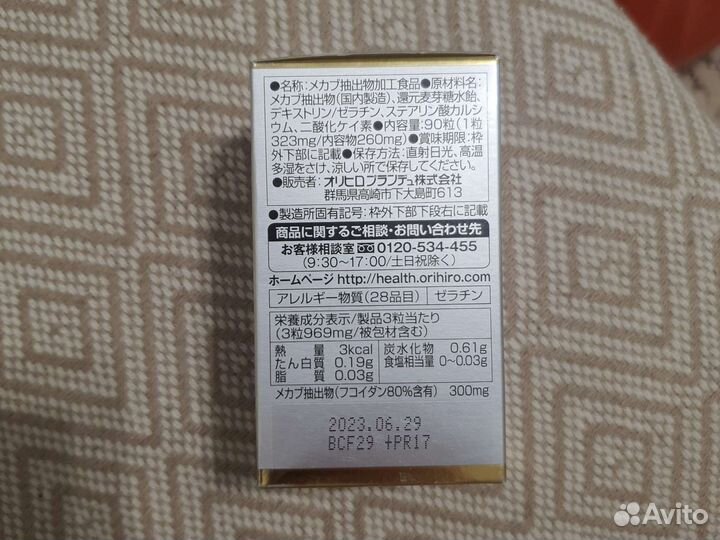 ●名称:メカブ抽出物加工食品●原材料名:
メカブ抽出物(国内製造)、還元麦芽糖水飴、
デキストリン/ゼラチン、ステアリン酸カルシ
ウム、二酸化ケイ素●内容量:90粒(1粒
323mg/内容物260mg)●賞味期限:枠
外下部に記載●保存方法:直射日光、高温
多湿をさけ、涼しい所で保存してください。
●販売者:オリヒロプランデュ株式会社
群馬県高崎市下大島町613
●製造所固有記号:枠外下部下段右に記載
商品に関するご相談・お問い合わせ先
お客様相談室 0120-534-455
(9:30~17:00/土日祝除く)
ホームページ http://health.orihiro.com
アレルギー物質(28品目) ゼラチン
栄養成分表示/製品3粒当たり
(3粒969mg/被包材含む)
熱量 3kcal 炭水化物 0.61g
たん白質 0.19g 食塩相当量 0~0.03g
脂質 0.03g
メカブ抽出物(フコイダン80%含有) 300mg
2023.06.29
BCF29 +PR17
Avito